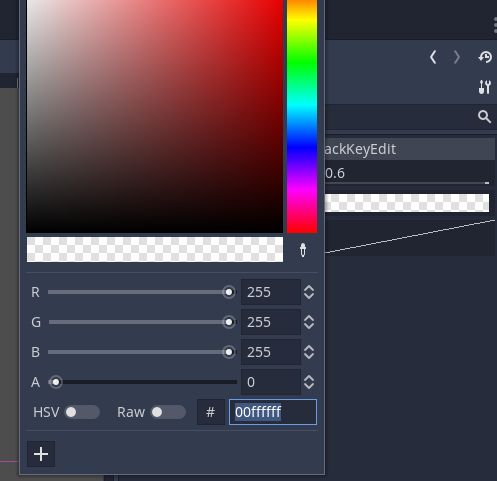 ackKeyEdit
0.6
R 255
G 255
B 255
A 0
HSV Raw # 00ffffff
+